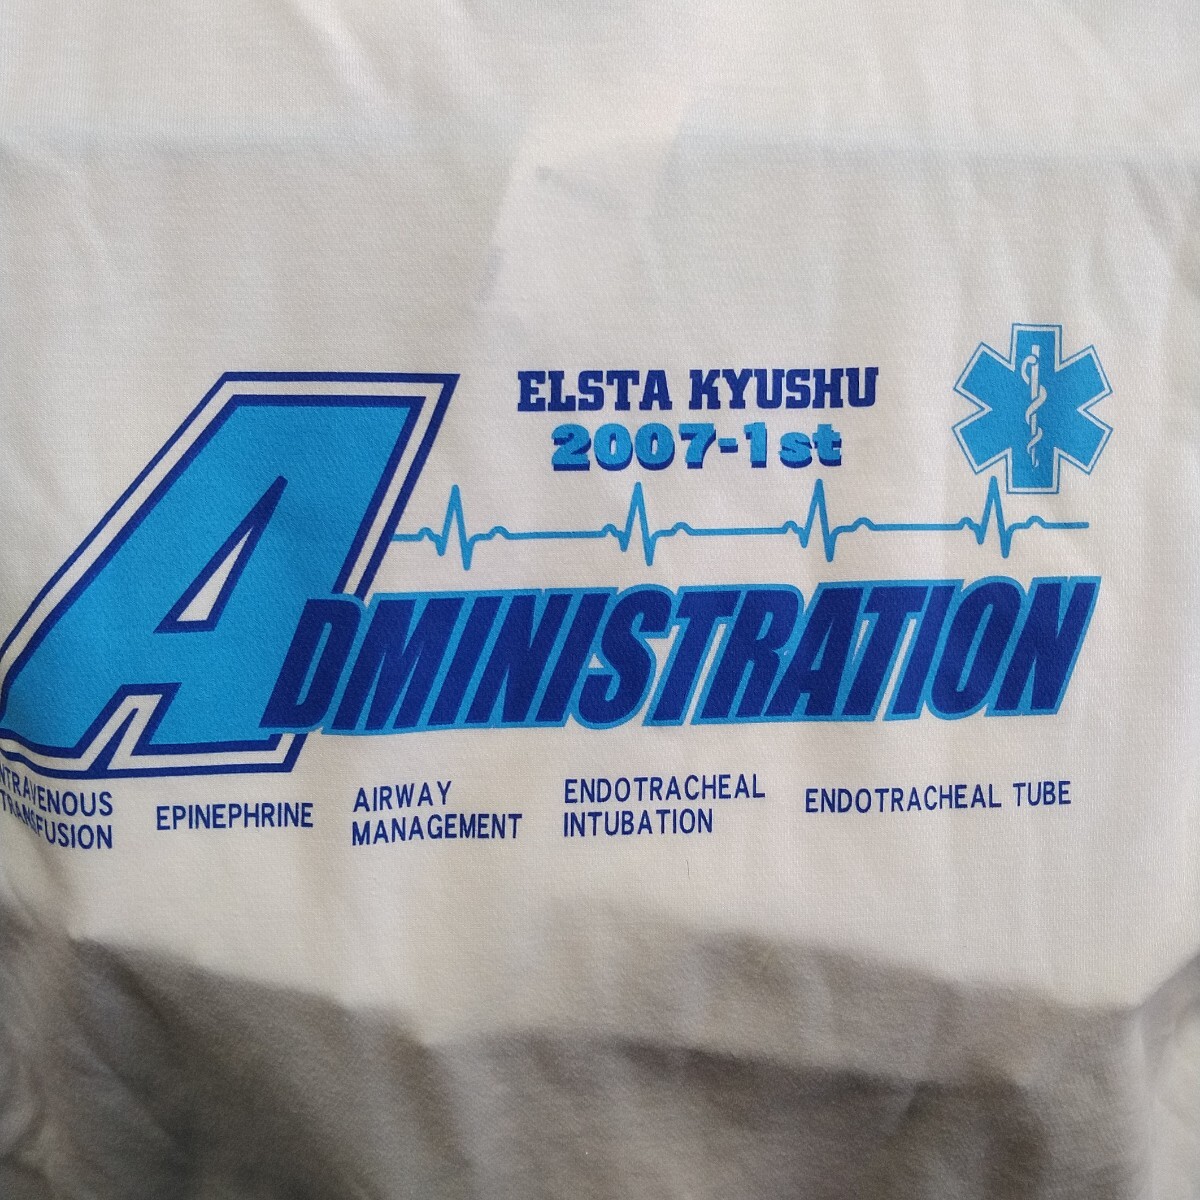 ELSTA KYUSHU
2007-1st
ADMINISTRATION
NTRAVENOUS
TRANSFUSION
EPINEPHRINE
AIRWAY
MANAGEMENT
ENDOTRACHEAL
INTUBATION
ENDOTRACHEAL TUBE